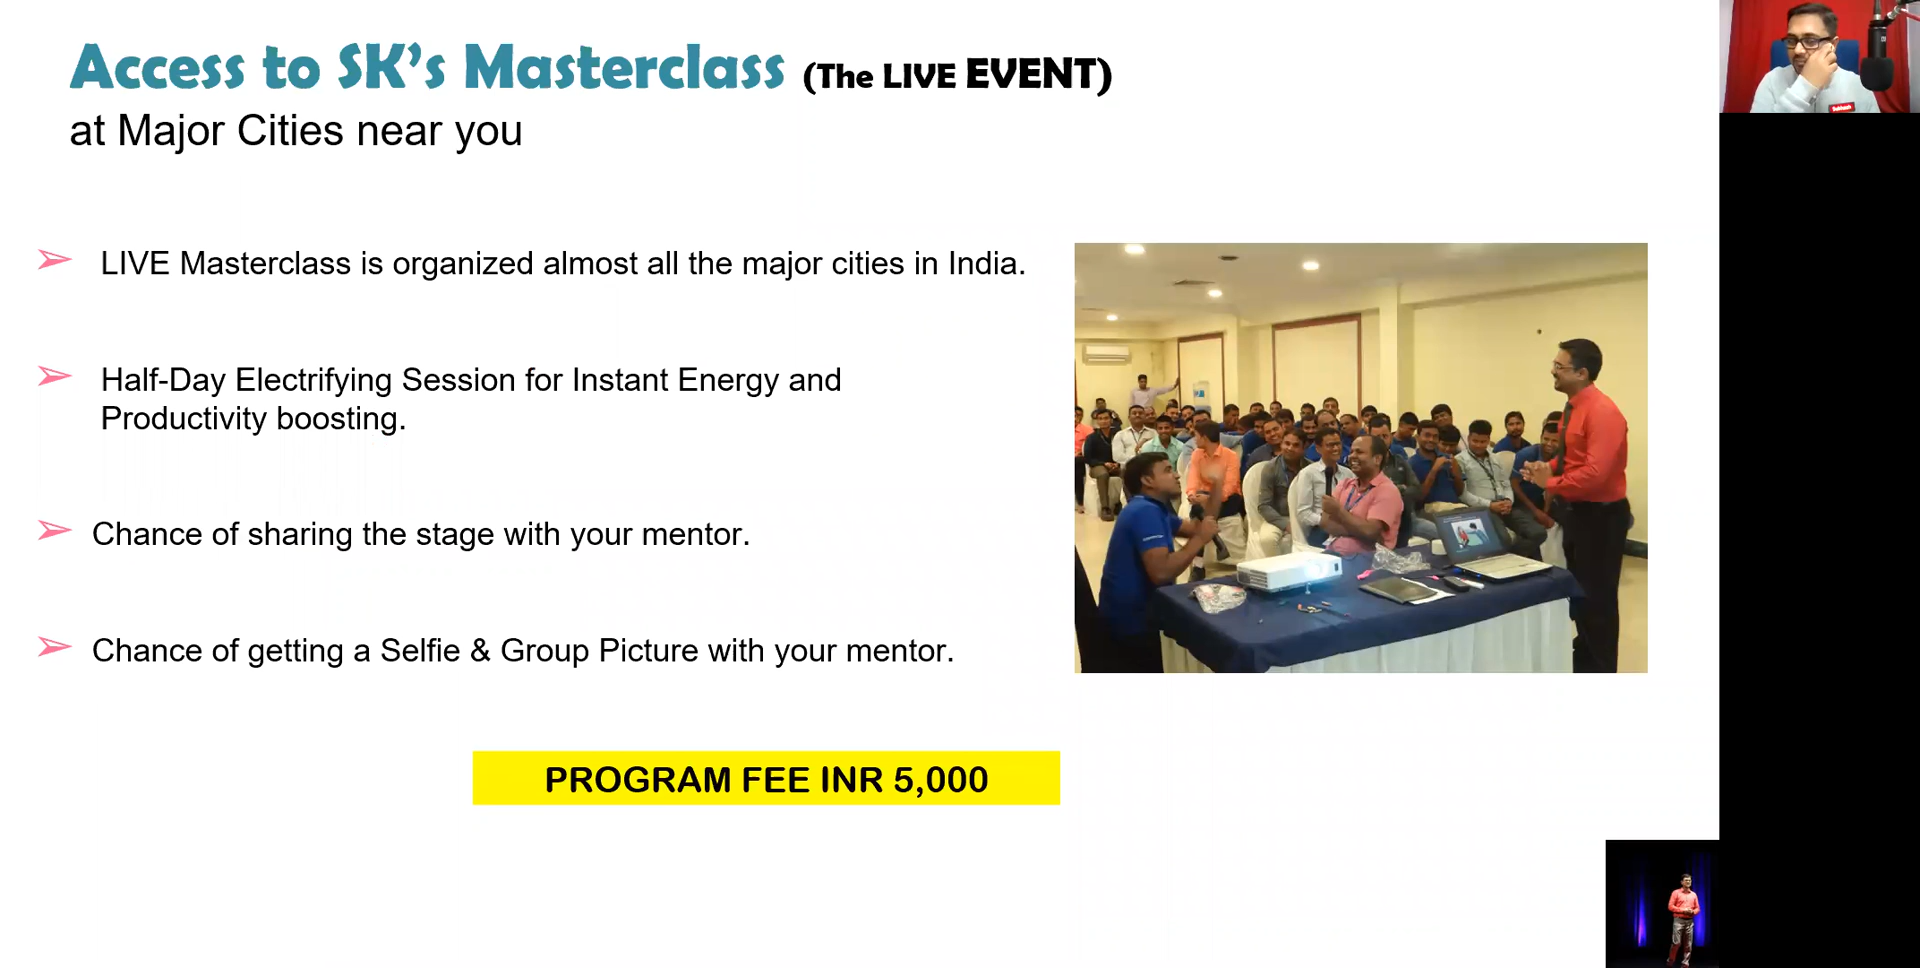 Access to SK's Masterclass (The LIVE EVENT)
at Major Cities near you
LIVE Masterclass is organized almost all the major cities in India.
Half-Day Electrifying Session for Instant Energy and
Productivity boosting.
Chance of sharing the stage with your mentor.
Chance of getting a Selfie & Group Picture with your mentor.
PROGRAM FEE INR 5,000